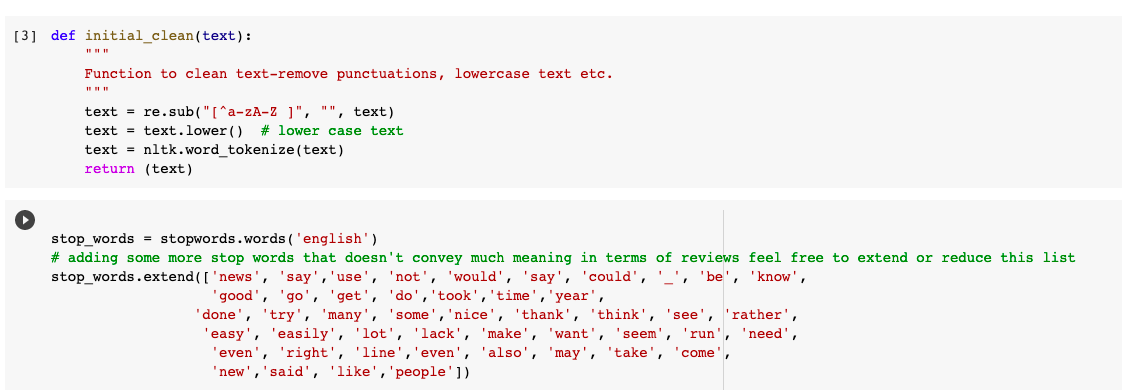 [3] def initial_clean(text):
"""
Function to clean text-remove punctuations, lowercase text etc.
"""
text = re.sub("[^a-zA-Z ]", "", text)
text = text.lower()  # lower case text
text = nltk.word_tokenize(text)
return (text)
stop_words = stopwords.words('english')
# adding some more stop words that doesn't convey much meaning in terms of reviews feel free to extend or reduce this list
stop_words.extend(['news', 'say','use', 'not', 'would', 'say', 'could', '_', 'be', 'know',
'good', 'go', 'get', 'do','took','time','year',
'done', 'try', 'many', 'some','nice', 'thank', 'think', 'see', 'rather',
'easy', 'easily', 'lot', 'lack', 'make', 'want', 'seem', 'run', 'need',
'even', 'right', 'line','even', 'also', 'may', 'take', 'come',
'new','said', 'like','people'])